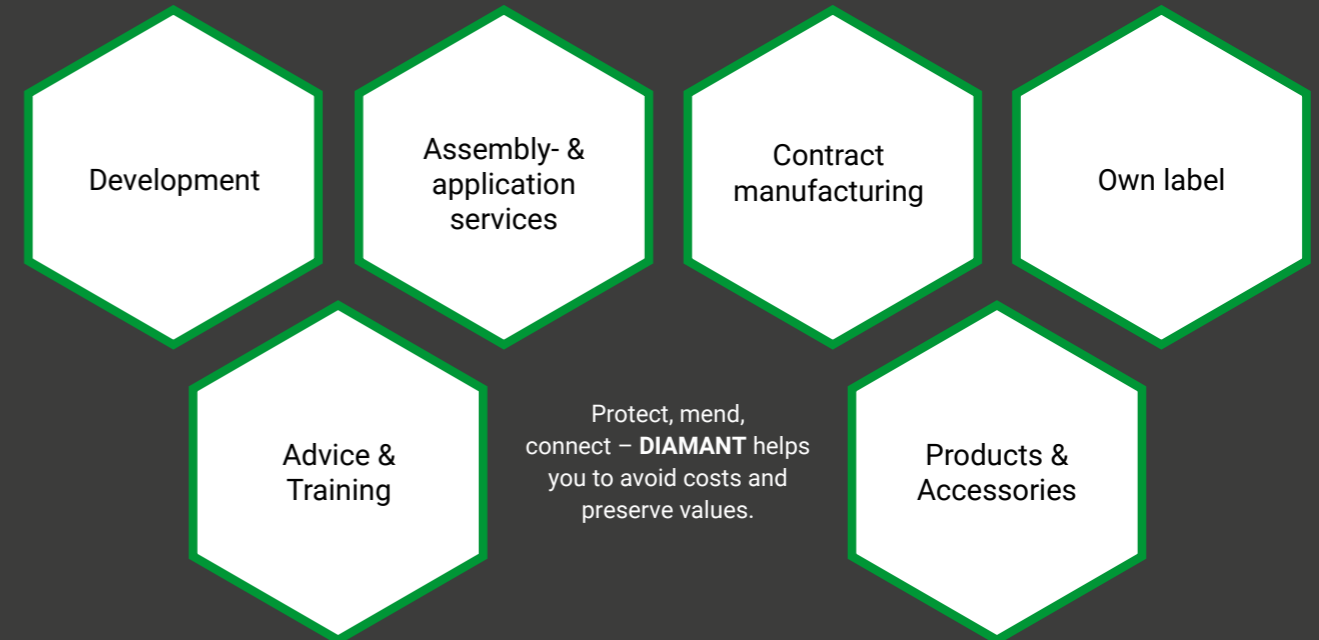 Development
Assembly- &
application
services
Contract
manufacturing
Own label
Advice &
Training
Protect, mend,
connect – DIAMANT helps
you to avoid costs and
preserve values.
Products &
Accessories